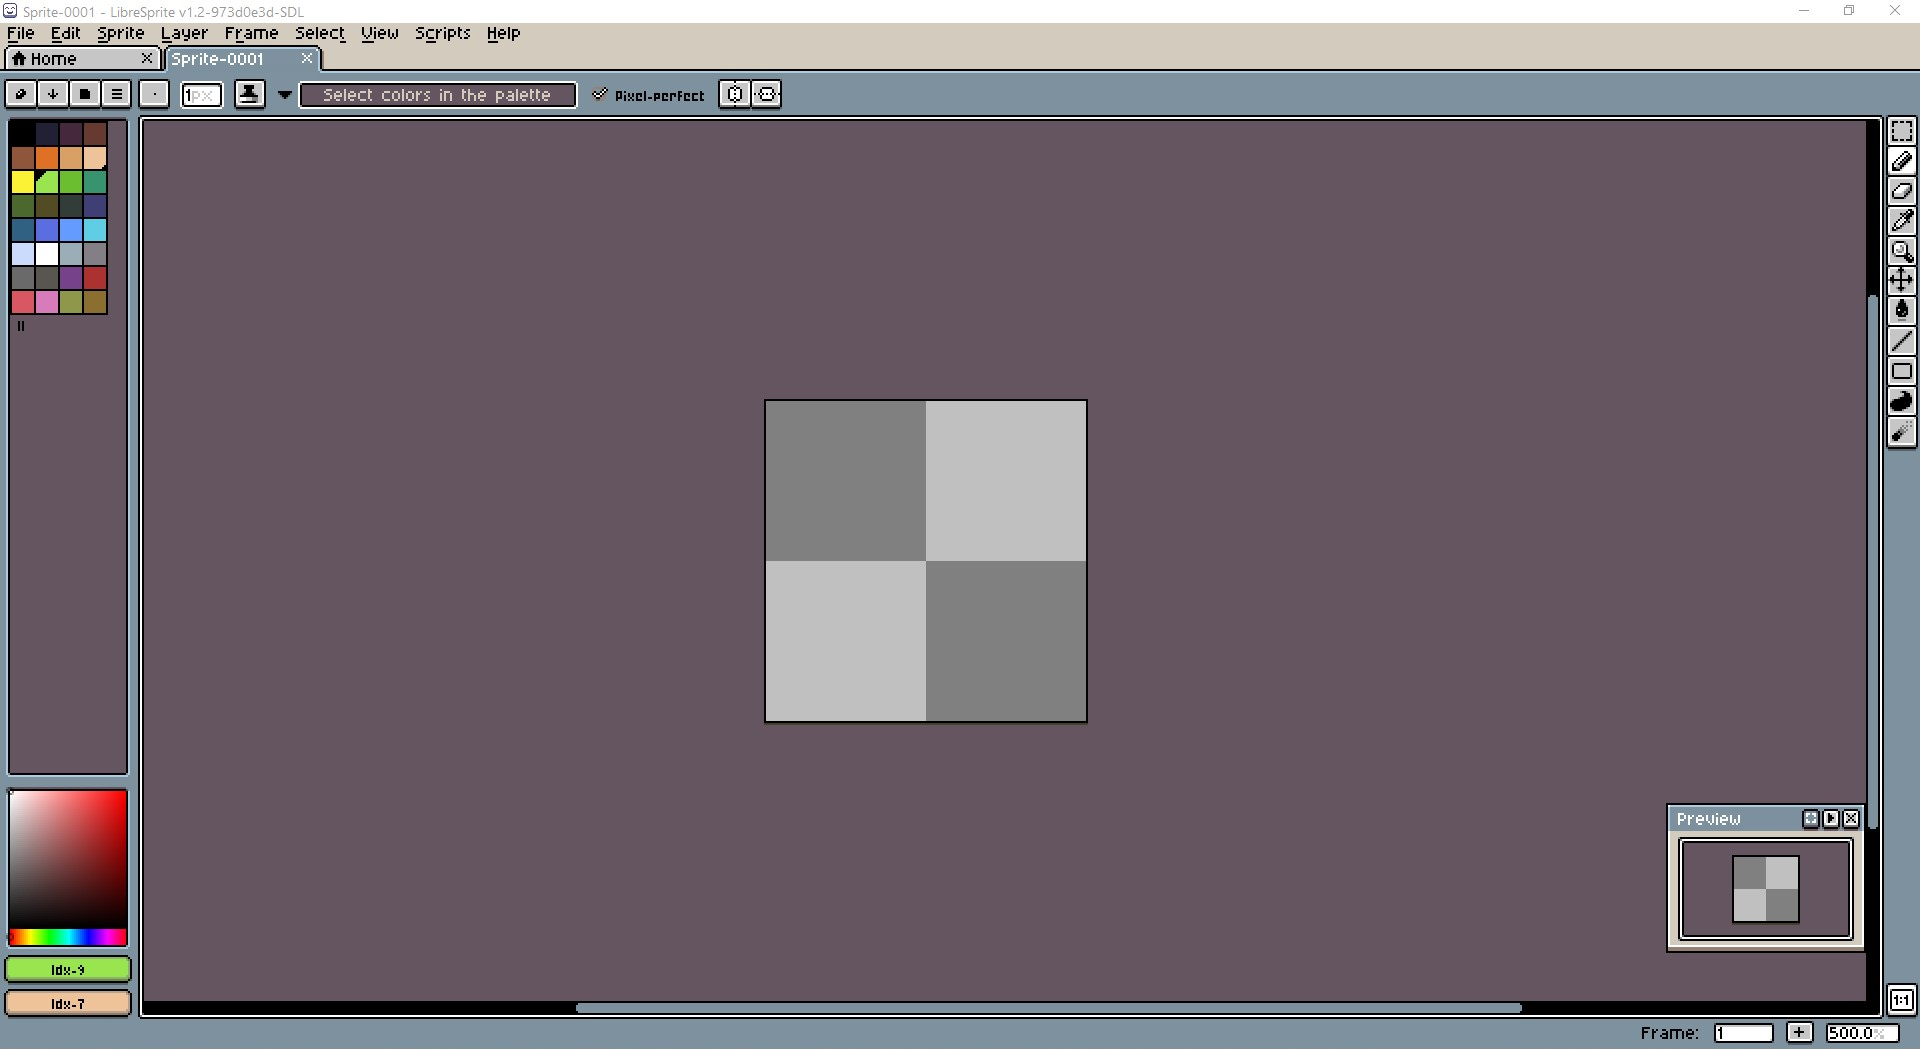 Sprite-0001 - LibreSprite v1.2-973d0e3d-SDL
File Edit Sprite Layer Frame Select View Scripts Help
Home Sprite-0001
1px Select colors in the palette Pixel-perfect
Preview
Idx-9
Idx-7
1:1
Frame: 1 + 500.0%